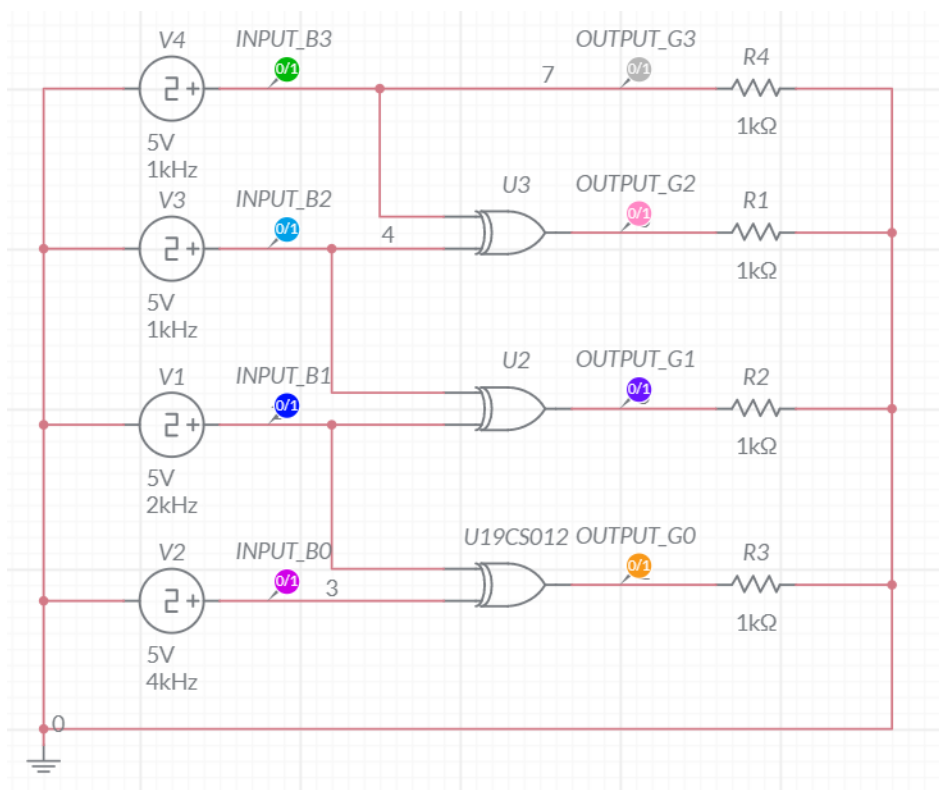 V4
INPUT_B3
0/1
7
OUTPUT_G3
0/1
R4
5V
1kHz
1kΩ
V3
INPUT_B2
0/1
4
U3
OUTPUT_G2
0/1
R1
5V
1kHz
1kΩ
V1
INPUT_B1
0/1
U2
OUTPUT_G1
0/1
R2
5V
2kHz
1kΩ
V2
INPUT_B0
0/1
3
U19CS012
OUTPUT_G0
0/1
R3
5V
4kHz
1kΩ
0